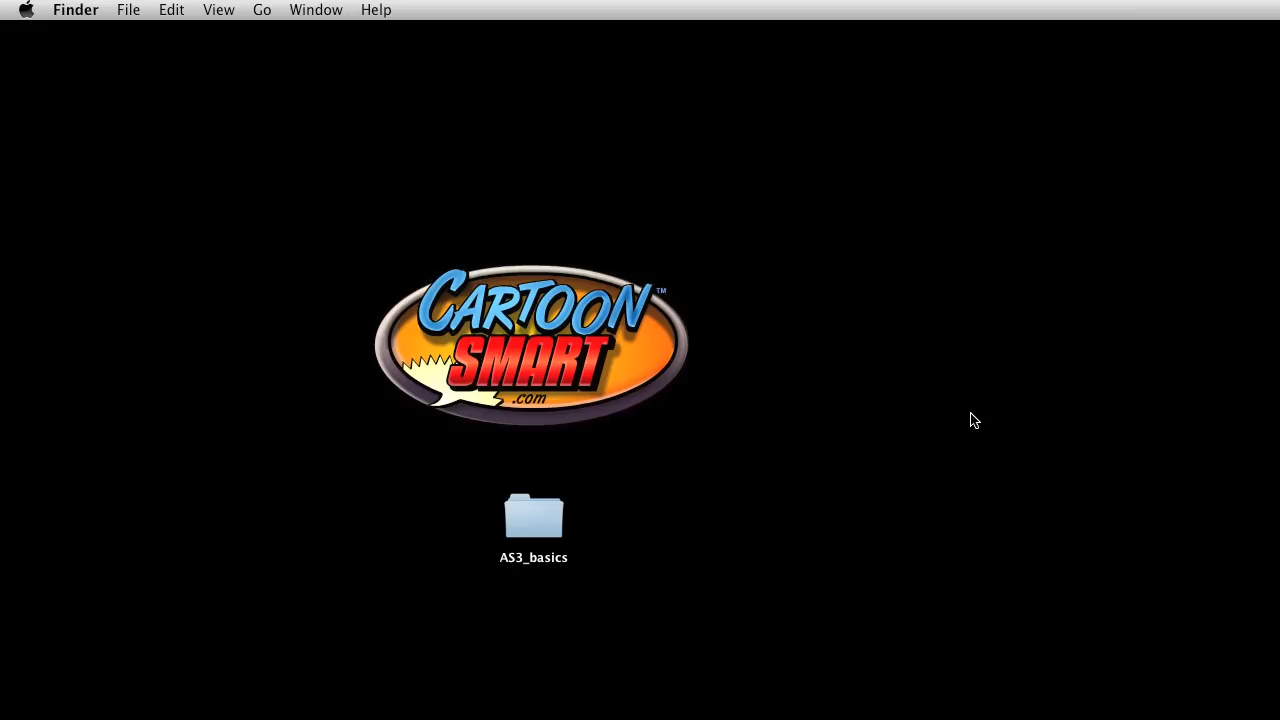 Finder File Edit View Go Window Help
CARTOON™
SMART
.com
AS3_basics